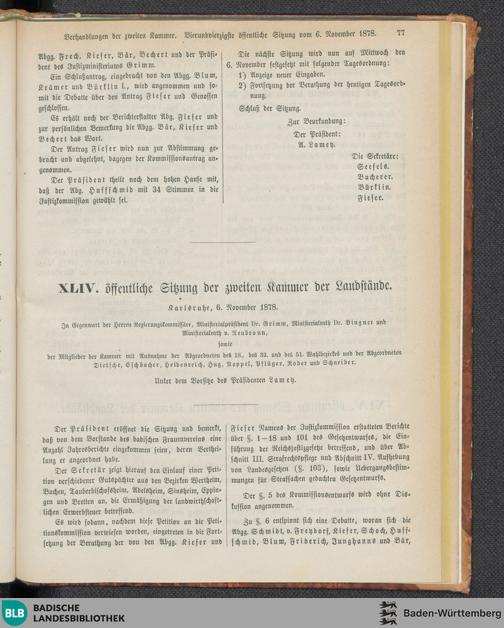 Verhandlungen der zweiten Kammer. Vierundvierzigste öffentliche Sitzung vom 6. November 1878. 77
Abgg. Frech, Kiefer, Bär, Bechert und der Präsi-
dent des Justizministeriums Grimm.
Ein Schlußantrag, eingebracht von den Abgg. Blum,
Krämer und Bürklin I., wird angenommen und so-
mit die Debatte über den Antrag Fieser und Genossen
geschlossen.
Es erhält noch der Berichterstatter Abg. Fieser und
zur persönlichen Bemerkung die Abgg. Bär, Kiefer und
Bechert das Wort.
Der Antrag Fieser wird nun zur Abstimmung ge-
bracht und abgelehnt, dagegen der Kommissionsantrag an-
genommen.
Der Präsident theilt noch dem hohen Hause mit,
daß der Abg. Huffschmid mit 34 Stimmen in die
Justizkommission gewählt sei.
Die nächste Sitzung wird nun auf Mittwoch den
6. November festgesetzt mit folgender Tagesordnung:
1) Anzeige neuer Eingaben.
2) Fortsetzung der Berathung der heutigen Tagesord-
nung.
Schluß der Sitzung.
Zur Beurkundung:
Der Präsident:
A. Lamey.
Die Sekretäre:
Seefels.
Bucherer.
Bürklin.
Fieser.
XLIV. öffentliche Sitzung der zweiten Kammer der Landstände.
Karlsruhe, 6. November 1878.
In Gegenwart der Herren Regierungskommissäre, Ministerialpräsident Dr. Grimm, Ministerialrath Dr. Bingner und
Ministerialrath v. Neubronn,
sowie
der Mitglieder der Kammer mit Ausnahme der Abgeordneten des 18., des 32. und des 51. Wahlbezirkes und der Abgeordneten
Dietsche, Eschbacher, Heidenreich, Hug, Koppel, Pflüger, Roder und Schneider.
Unter dem Vorsitze des Präsidenten Lamey.
Der Präsident eröffnet die Sitzung und bemerkt,
daß von dem Vorstande des badischen Frauenvereins eine
Anzahl Jahresberichte eingekommen seien, deren Verthei-
lung er angeordnet habe.
Der Sekretär zeigt hierauf den Einlauf einer Peti-
tion verschiedener Gutspächter aus den Bezirken Wertheim,
Buchen, Tauberbischofsheim, Adelsheim, Sinsheim, Eppin-
gen und Bretten an, die Ermäßigung der landwirthschaft-
lichen Erwerbsteuer betreffend.
Es wird sodann, nachdem diese Petition an die Peti-
tionskommission verwiesen worden, eingetreten in die Fort-
setzung der Berathung der von den Abgg. Kiefer und
Fieser Namens der Justizkommission erstatteten Berichte
über §. 1—18 und 101 des Gesetzentwurfes, die Ein-
führung der Reichsjustizgesetze betreffend, und über Ab-
schnitt III. Strafrechtspflege und Abschnitt IV. Aufhebung
von Landesgesetzen (§. 103), sowie Uebergangsbestim-
mungen für Strafsachen gedachten Gesetzentwurfs.
Der §. 5 des Kommissionsentwurfs wird ohne Dis-
kussion angenommen.
Zu §. 6 entspinnt sich eine Debatte, woran sich die
Abgg. Schmidt, v. Freydorf, Kiefer, Schoch, Huff-
schmid, Blum, Friderich, Junghanns und Bär,
BLB BADISCHE
LANDESBIBLIOTHEK
Baden-Württemberg